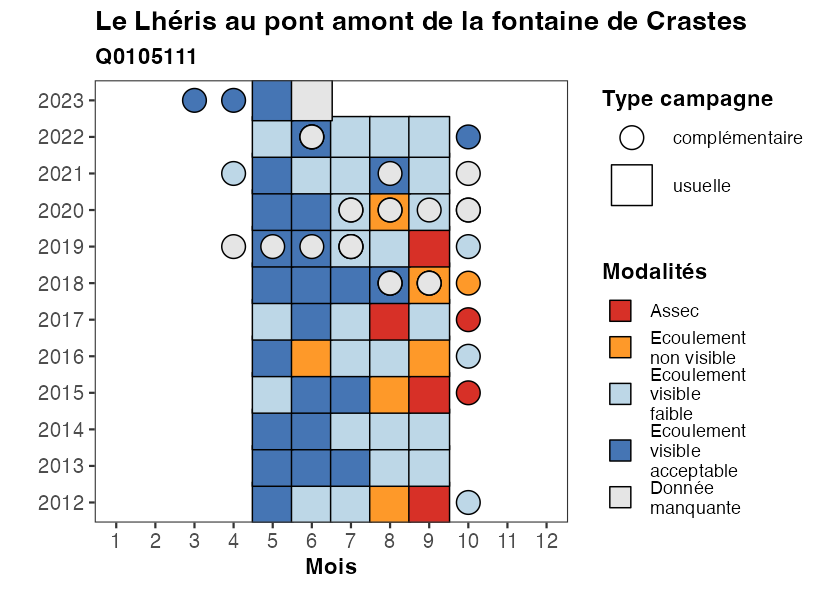 Le Lhéris au pont amont de la fontaine de Crastes
Q0105111
2023
2022
2021
2020
2019
2018
2017
2016
2015
2014
2013
2012
1 2 3 4 5 6 7 8 9 10 11 12
Mois
Type campagne
complémentaire
usuelle
Modalités
Assec
Ecoulement
non visible
Ecoulement
visible
faible
Ecoulement
visible
acceptable
Donnée
manquante